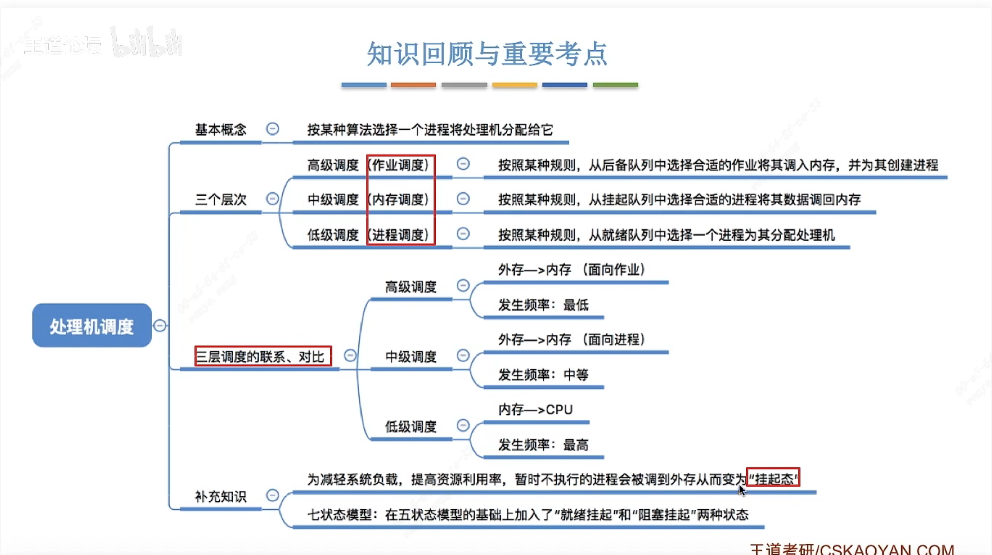 bilibili
知识回顾与重要考点
基本概念
按某种算法选择一个进程将处理机分配给它
高级调度（作业调度）
按照某种规则，从后备队列中选择合适的作业将其调入内存，并为其创建进程
三个层次
中级调度（内存调度）
按照某种规则，从挂起队列中选择合适的进程将其数据调回内存
低级调度（进程调度）
按照某种规则，从就绪队列中选择一个进程为其分配处理机
外存—>内存 （面向作业）
高级调度
发生频率：最低
处理机调度
外存—>内存 （面向进程）
三层调度的联系、对比
中级调度
发生频率：中等
内存—>CPU
低级调度
发生频率：最高
为减轻系统负载，提高资源利用率，暂时不执行的进程会被调到外存从而变为"挂起态"
补充知识
七状态模型：在五状态模型的基础上加入了"就绪挂起"和"阻塞挂起"两种状态
王道考研/CSKAOYAN.COM